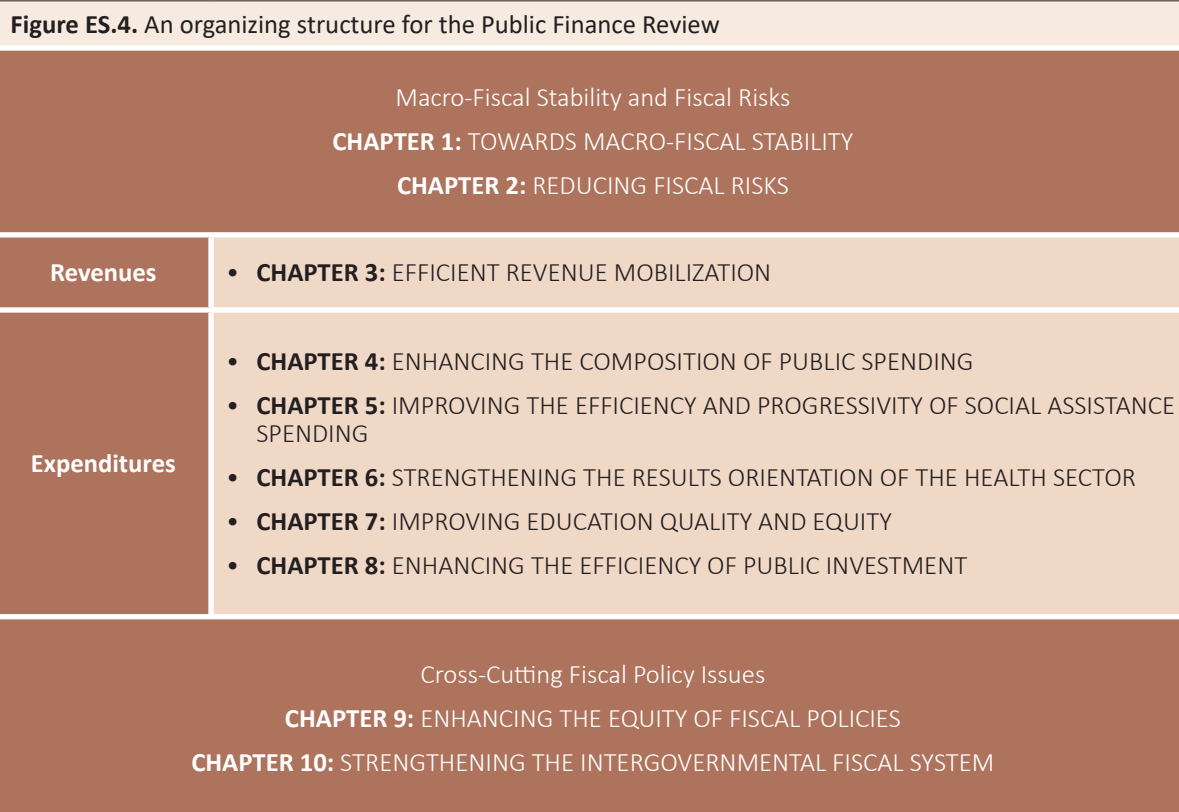 Figure ES.4. An organizing structure for the Public Finance Review
Macro-Fiscal Stability and Fiscal Risks
CHAPTER 1: TOWARDS MACRO-FISCAL STABILITY
CHAPTER 2: REDUCING FISCAL RISKS
Revenues
• CHAPTER 3: EFFICIENT REVENUE MOBILIZATION
Expenditures
• CHAPTER 4: ENHANCING THE COMPOSITION OF PUBLIC SPENDING
• CHAPTER 5: IMPROVING THE EFFICIENCY AND PROGRESSIVITY OF SOCIAL ASSISTANCE
SPENDING
• CHAPTER 6: STRENGTHENING THE RESULTS ORIENTATION OF THE HEALTH SECTOR
• CHAPTER 7: IMPROVING EDUCATION QUALITY AND EQUITY
• CHAPTER 8: ENHANCING THE EFFICIENCY OF PUBLIC INVESTMENT
Cross-Cutting Fiscal Policy Issues
CHAPTER 9: ENHANCING THE EQUITY OF FISCAL POLICIES
CHAPTER 10: STRENGTHENING THE INTERGOVERNMENTAL FISCAL SYSTEM